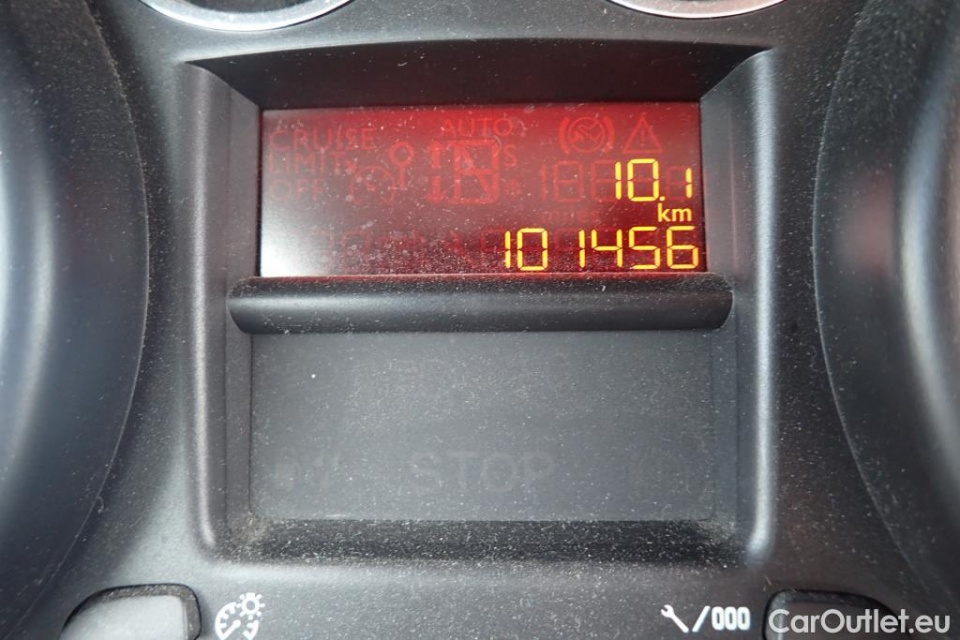 CRUISE AUTO
LIMIT S
OFF
10.1
km
101456
STOP
/000
CarOutlet.eu